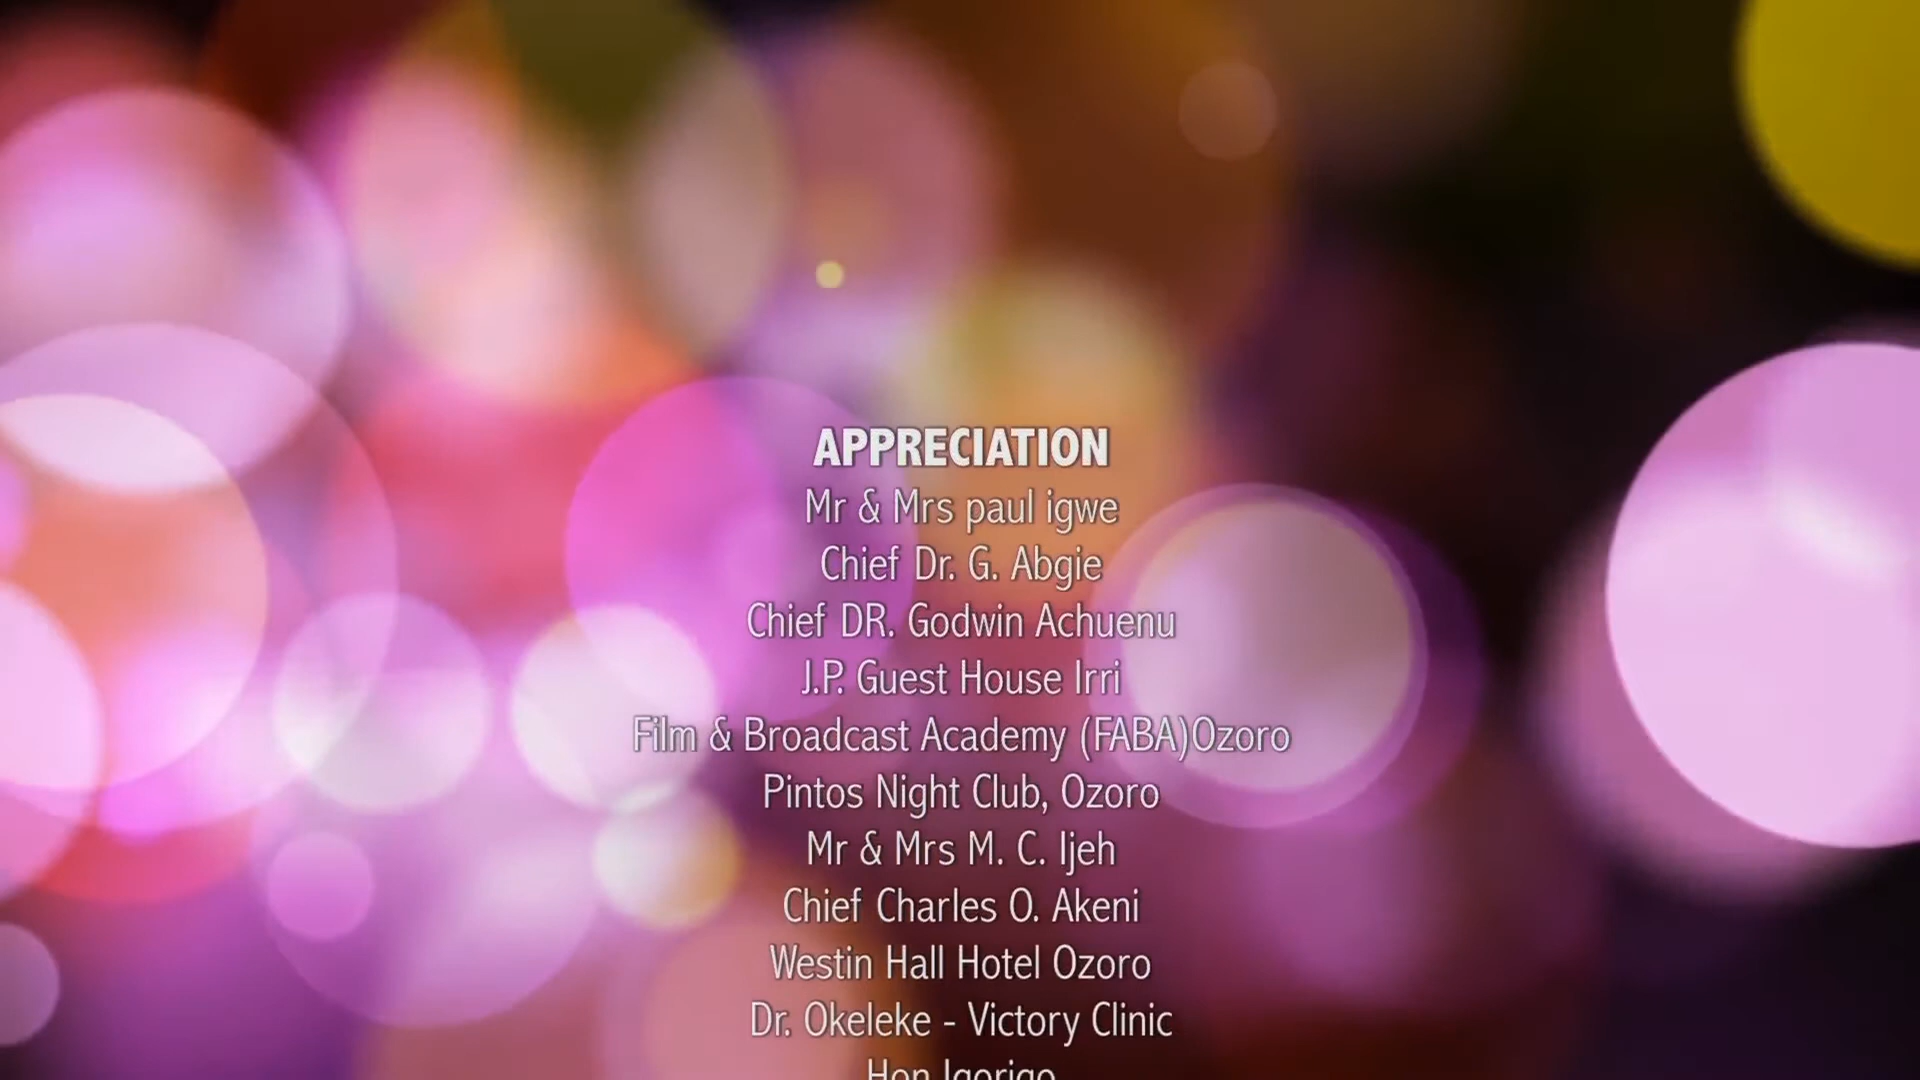 APPRECIATION
Mr & Mrs paul igwe
Chief Dr. G. Abgie
Chief DR. Godwin Achuenu
J.P. Guest House Irri
Film & Broadcast Academy (FABA)Ozoro
Pintos Night Club, Ozoro
Mr & Mrs M. C. Ijeh
Chief Charles O. Akeni
Westin Hall Hotel Ozoro
Dr. Okeleke - Victory Clinic
Hon